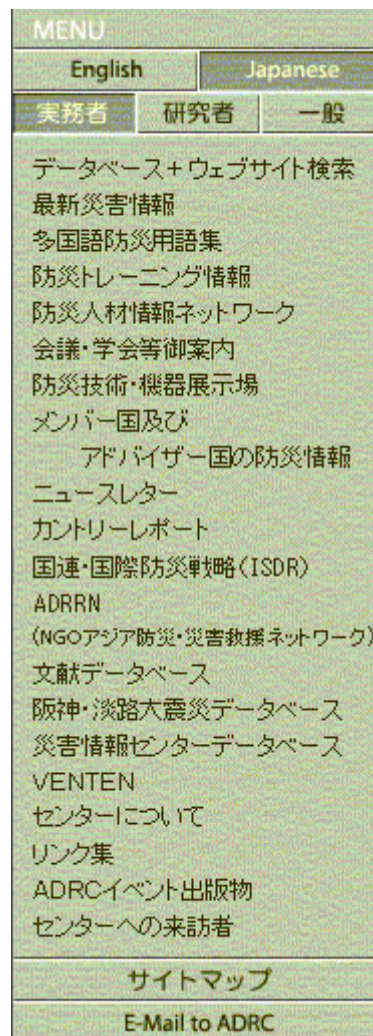 MENU
English Japanese
実務者 研究者 一般
データベース+ウェブサイト検索
最新災害情報
多国語防災用語集
防災トレーニング情報
防災人材情報ネットワーク
会議・学会等御案内
防災技術・機器展示場
メンバー国及び
アドバイザー国の防災情報
ニュースレター
カントリーレポート
国連・国際防災戦略(ISDR)
ADRRN
(NGOアジア防災・災害救援ネットワーク)
文献データベース
阪神・淡路大震災データベース
災害情報センターデータベース
VENTEN
センターについて
リンク集
ADRCイベント出版物
センターへの来訪者
サイトマップ
E-Mail to ADRC